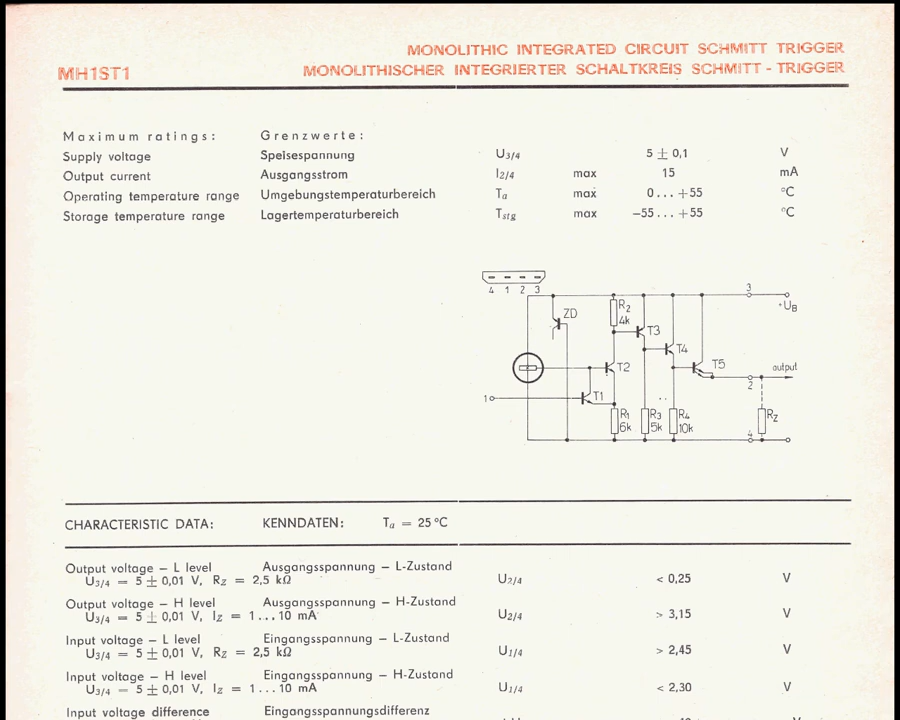 MONOLITHIC INTEGRATED CIRCUIT SCHMITT TRIGGER
MH1ST1 MONOLITHISCHER INTEGRIERTER SCHALTKREIS SCHMITT - TRIGGER
Maximum ratings: Grenzwerte:
Supply voltage Speisespannung U3/4 5 ± 0,1 V
Output current Ausgangsstrom I2/4 max 15 mA
Operating temperature range Umgebungstemperaturbereich Ta max 0...+55 °C
Storage temperature range Lagertemperaturbereich Tstg max −55...+55 °C
4 1 2 3
3
+UB
ZD
R2
4k
T3
T4
T2
T5
output
2
1
T1
R1
6k
R3
5k
R4
10k
RZ
4
CHARACTERISTIC DATA: KENNDATEN: Ta = 25 °C
Output voltage – L level Ausgangsspannung – L-Zustand
U3/4 = 5 ± 0,01 V, RZ = 2,5 kΩ U2/4 < 0,25 V
Output voltage – H level Ausgangsspannung – H-Zustand
U3/4 = 5 ± 0,01 V, IZ = 1...10 mA U2/4 > 3,15 V
Input voltage – L level Eingangsspannung – L-Zustand
U3/4 = 5 ± 0,01 V, RZ = 2,5 kΩ U1/4 > 2,45 V
Input voltage – H level Eingangsspannung – H-Zustand
U3/4 = 5 ± 0,01 V, IZ = 1...10 mA U1/4 < 2,30 V
Input voltage difference Eingangsspannungsdifferenz